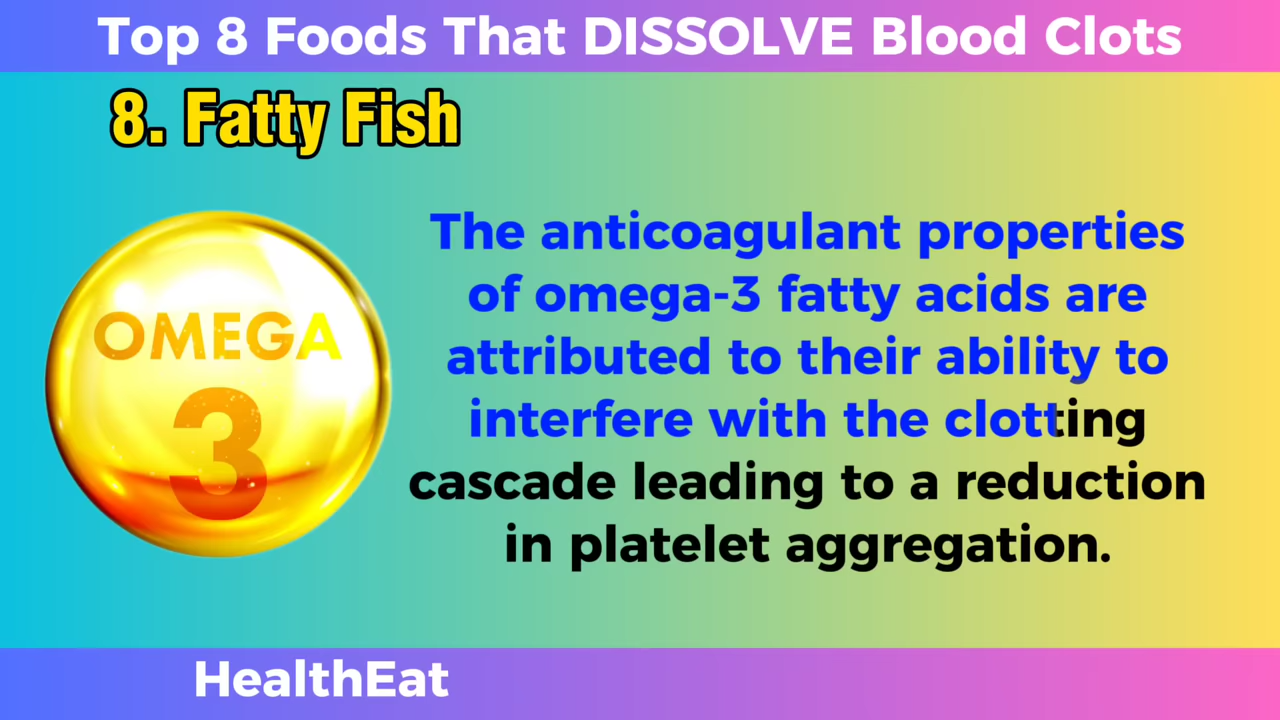 Top 8 Foods That DISSOLVE Blood Clots
8. Fatty Fish
OMEGA
3
The anticoagulant properties
of omega-3 fatty acids are
attributed to their ability to
interfere with the clotting
cascade leading to a reduction
in platelet aggregation.
HealthEat